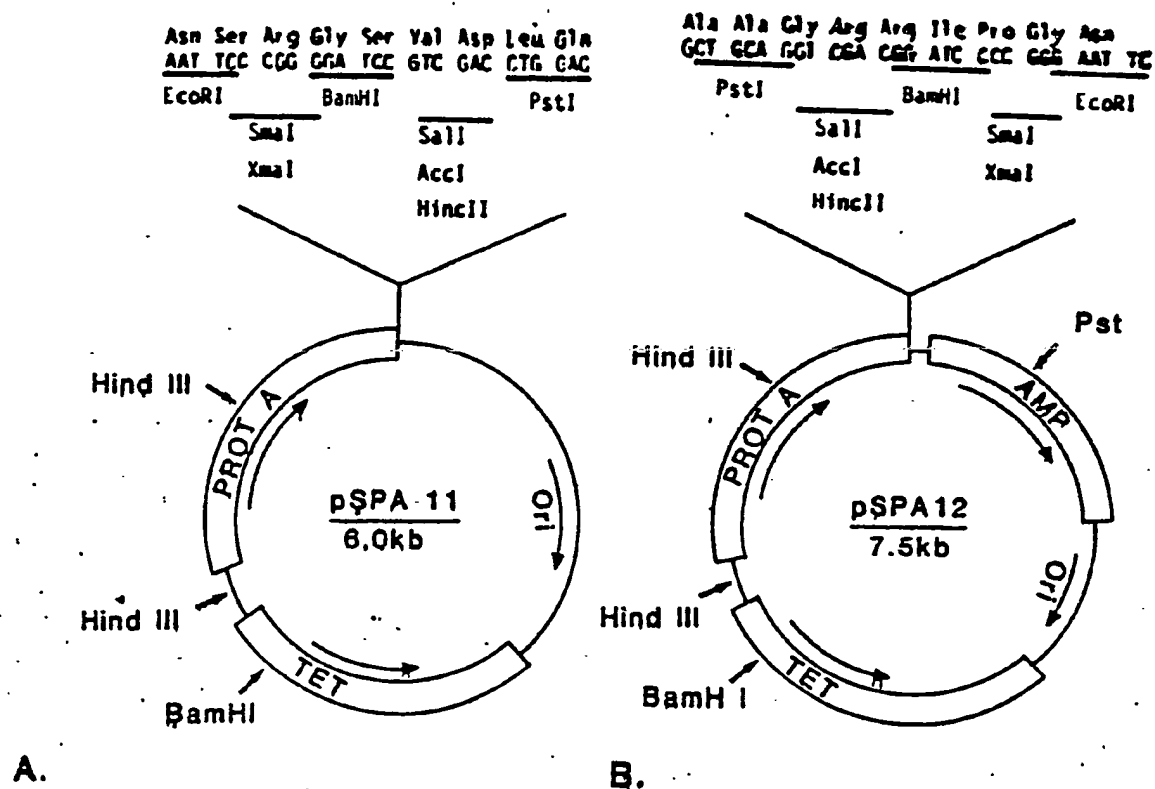 Asn Ser Arg Gly Ser Val Asp Leu Gln
AAT TCC CGG GGA TCC GTC GAC CTG GAC
EcoRI
BamHI
PstI
SmaI
SalI
XmaI
AccI
HincII
Hind III
PROT A
pSPA 11
6.0kb
Ori
Hind III
TET
BamHI
A.
Ala Ala Gly Arg Arg Ile Pro Gly Asn
GCT GCA GGT CGA CGG ATC CCC GGG AAT TC
PstI
BamHI
EcoRI
SalI
SmaI
AccI
XmaI
HincII
Pst
Hind III
PROT A
AMP
pSPA12
7.5kb
Ori
Hind III
TET
BamH I
B.